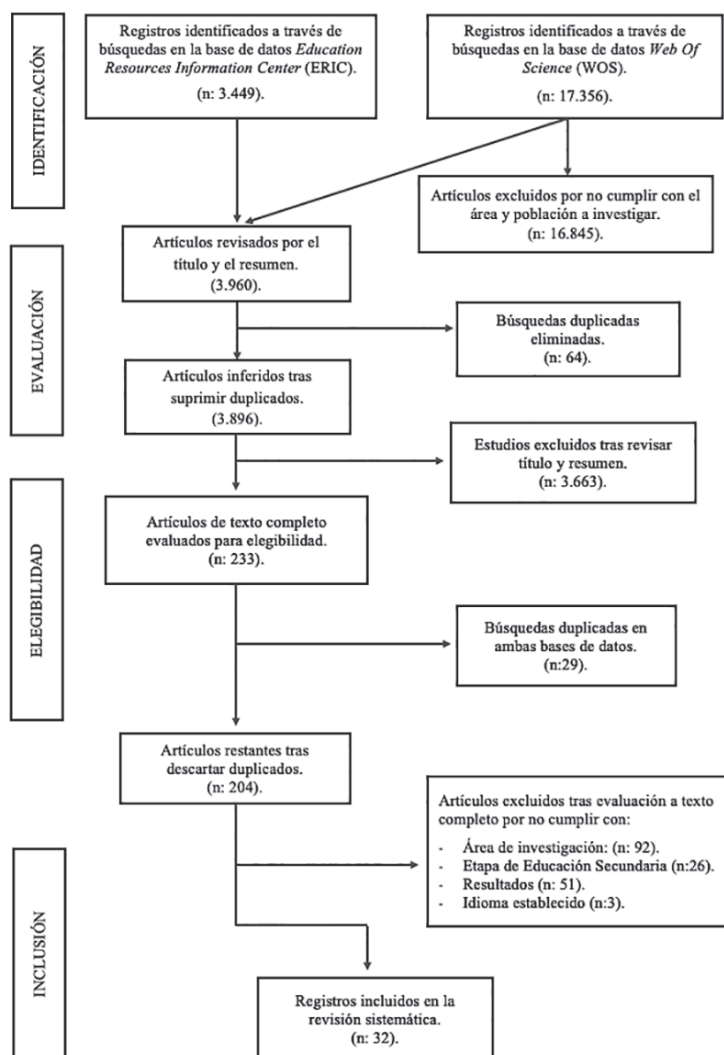 IDENTIFICACIÓN
Registros identificados a través de
búsquedas en la base de datos Education
Resources Information Center (ERIC).
(n: 3.449).
Registros identificados a través de
búsquedas en la base de datos Web Of
Science (WOS).
(n: 17.356).
Artículos excluidos por no cumplir con el
área y población a investigar.
(n: 16.845).
EVALUACIÓN
Artículos revisados por el
título y el resumen.
(3.960).
Búsquedas duplicadas
eliminadas.
(n: 64).
Artículos inferidos tras
suprimir duplicados.
(3.896).
Estudios excluidos tras revisar
título y resumen.
(n: 3.663).
ELEGIBILIDAD
Artículos de texto completo
evaluados para elegibilidad.
(n: 233).
Búsquedas duplicadas en
ambas bases de datos.
(n:29).
Artículos restantes tras
descartar duplicados.
(n: 204).
Artículos excluidos tras evaluación a texto
completo por no cumplir con:
- Área de investigación: (n: 92).
- Etapa de Educación Secundaria (n:26).
- Resultados (n: 51).
- Idioma establecido (n:3).
INCLUSIÓN
Registros incluidos en la
revisión sistemática.
(n: 32).